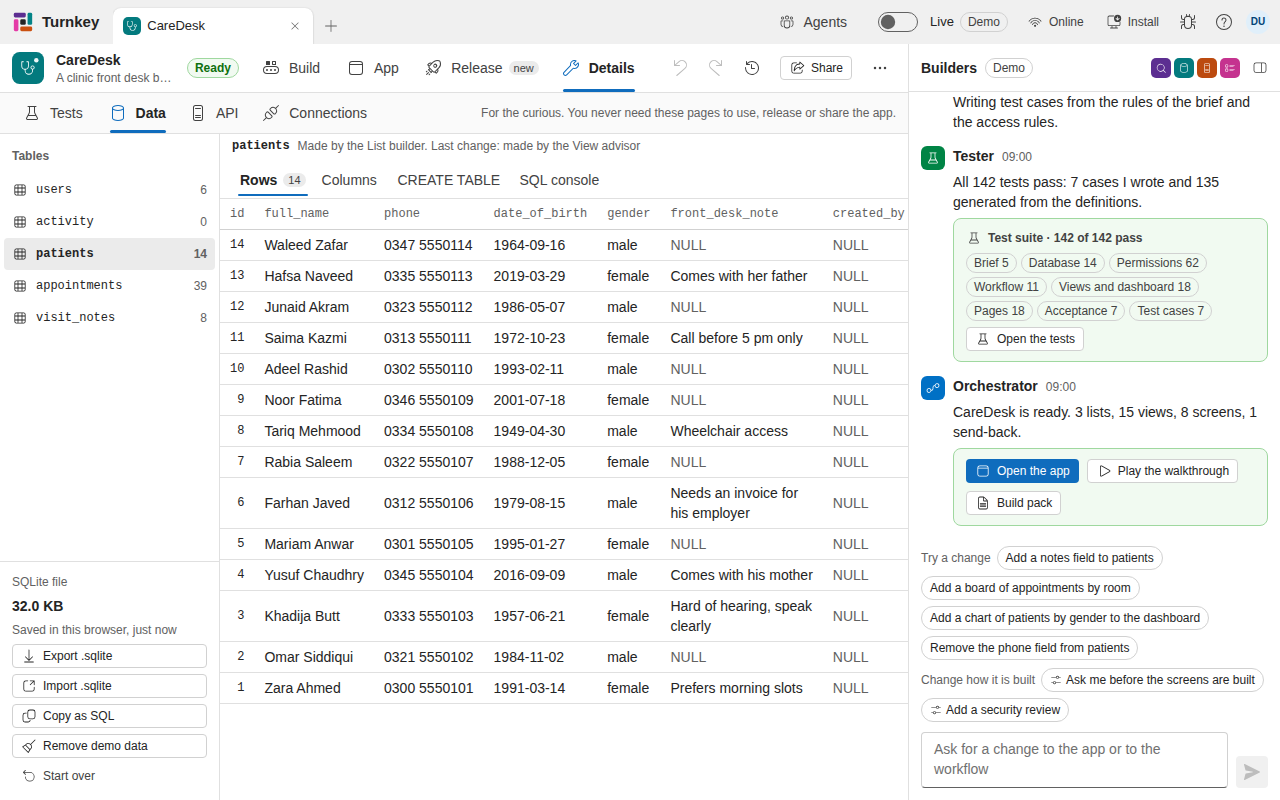 Turnkey
CareDesk
Agents
Live
Demo
Online
Install
DU
CareDesk
A clinic front desk b…
Ready
Build
App
Release new
Details
Share
Builders
Demo
Tests
Data
API
Connections
For the curious. You never need these pages to use, release or share the app.
Tables
users 6
activity 0
patients 14
appointments 39
visit_notes 8
SQLite file
32.0 KB
Saved in this browser, just now
Export .sqlite
Import .sqlite
Copy as SQL
Remove demo data
Start over
patients Made by the List builder. Last change: made by the View advisor
Rows 14 Columns CREATE TABLE SQL console
id full_name phone date_of_birth gender front_desk_note created_by
14 Waleed Zafar 0347 5550114 1964-09-16 male NULL NULL
13 Hafsa Naveed 0335 5550113 2019-03-29 female Comes with her father NULL
12 Junaid Akram 0323 5550112 1986-05-07 male NULL NULL
11 Saima Kazmi 0313 5550111 1972-10-23 female Call before 5 pm only NULL
10 Adeel Rashid 0302 5550110 1993-02-11 male NULL NULL
9 Noor Fatima 0346 5550109 2001-07-18 female NULL NULL
8 Tariq Mehmood 0334 5550108 1949-04-30 male Wheelchair access NULL
7 Rabia Saleem 0322 5550107 1988-12-05 female NULL NULL
6 Farhan Javed 0312 5550106 1979-08-15 male Needs an invoice for his employer NULL
5 Mariam Anwar 0301 5550105 1995-01-27 female NULL NULL
4 Yusuf Chaudhry 0345 5550104 2016-09-09 male Comes with his mother NULL
3 Khadija Butt 0333 5550103 1957-06-21 female Hard of hearing, speak clearly NULL
2 Omar Siddiqui 0321 5550102 1984-11-02 male NULL NULL
1 Zara Ahmed 0300 5550101 1991-03-14 female Prefers morning slots NULL
Writing test cases from the rules of the brief and
the access rules.
Tester 09:00
All 142 tests pass: 7 cases I wrote and 135
generated from the definitions.
Test suite · 142 of 142 pass
Brief 5 Database 14 Permissions 62
Workflow 11 Views and dashboard 18
Pages 18 Acceptance 7 Test cases 7
Open the tests
Orchestrator 09:00
CareDesk is ready. 3 lists, 15 views, 8 screens, 1
send-back.
Open the app Play the walkthrough
Build pack
Try a change Add a notes field to patients
Add a board of appointments by room
Add a chart of patients by gender to the dashboard
Remove the phone field from patients
Change how it is built Ask me before the screens are built
Add a security review
Ask for a change to the app or to the
workflow